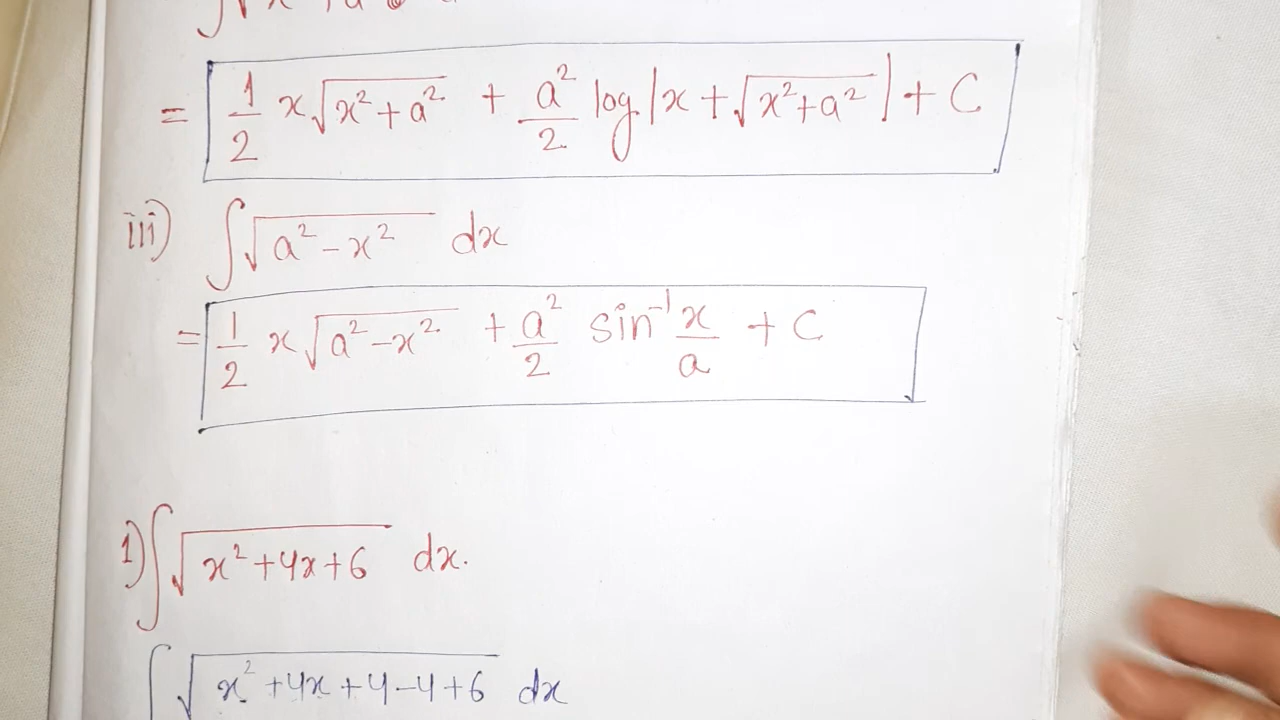 = 1/2 x√(x²+a²) + a²/2 log|x+√(x²+a²)| + C
iii) ∫√(a²-x²) dx
= 1/2 x√(a²-x²) + a²/2 sin⁻¹ x/a + C
1) ∫√(x²+4x+6) dx.
∫√(x²+4x+4-4+6) dx